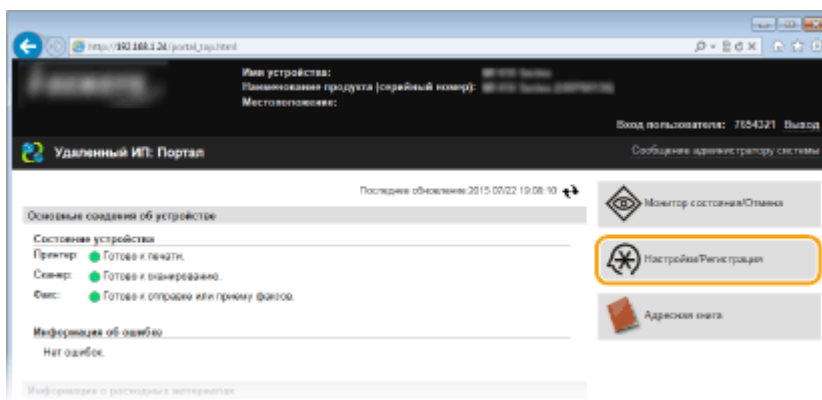 http://192.168.1.24/portal_top.html
Имя устройства:
Наименование продукта (серийный номер):
Местоположение:
Вход пользователя: 7654321 Выход
Удаленный ИП: Портал
Сообщение администратору системы
Последнее обновление: 2015 07/22 19:08:10
Монитор состояния/Отмена
Основные сведения об устройстве
Состояние устройства
Принтер: Готово к печати.
Настройки/Регистрация
Сканер: Готово к сканированию.
Факс: Готово к отправке или приему факсов.
Адресная книга
Информация об ошибке
Нет ошибок.
Информация о расходных материалах